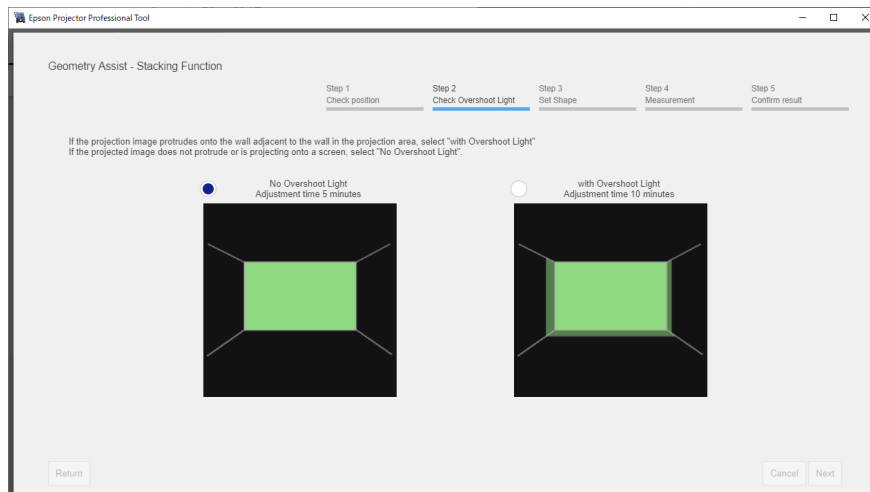 Epson Projector Professional Tool
Geometry Assist - Stacking Function
Step 1
Check position
Step 2
Check Overshoot Light
Step 3
Set Shape
Step 4
Measurement
Step 5
Confirm result
If the projection image protrudes onto the wall adjacent to the wall in the projection area, select "with Overshoot Light"
If the projected image does not protrude or is projecting onto a screen, select "No Overshoot Light".
No Overshoot Light
Adjustment time 5 minutes
with Overshoot Light
Adjustment time 10 minutes
Return
Cancel
Next